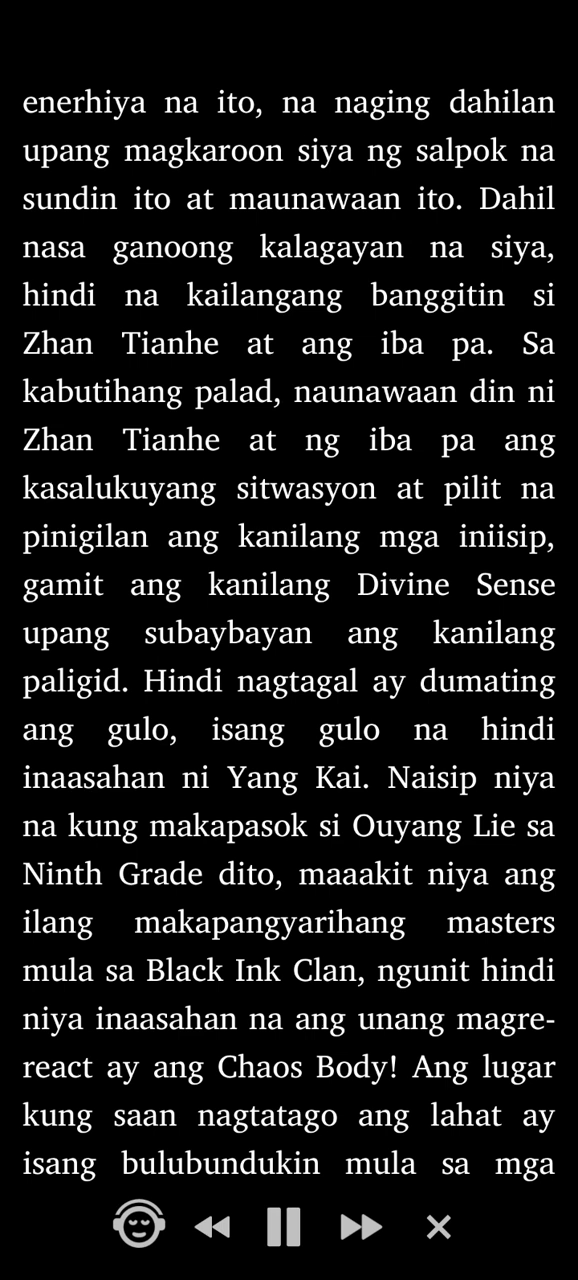 enerhiya na ito, na naging dahilan
upang magkaroon siya ng salpok na
sundin ito at maunawaan ito. Dahil
nasa ganoong kalagayan na siya,
hindi na kailangang banggitin si
Zhan Tianhe at ang iba pa. Sa
kabutihang palad, naunawaan din ni
Zhan Tianhe at ng iba pa ang
kasalukuyang sitwasyon at pilit na
pinigilan ang kanilang mga iniisip,
gamit ang kanilang Divine Sense
upang subaybayan ang kanilang
paligid. Hindi nagtagal ay dumating
ang gulo, isang gulo na hindi
inaasahan ni Yang Kai. Naisip niya
na kung makapasok si Ouyang Lie sa
Ninth Grade dito, maaakit niya ang
ilang makapangyarihang masters
mula sa Black Ink Clan, ngunit hindi
niya inaasahan na ang unang magre-
react ay ang Chaos Body! Ang lugar
kung saan nagtatago ang lahat ay
isang bulubundukin mula sa mga